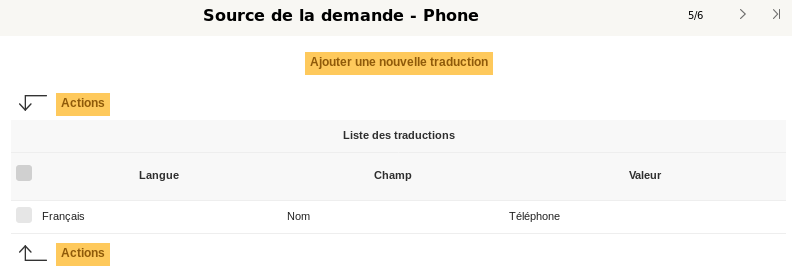 Source de la demande - Phone 5/6
Ajouter une nouvelle traduction
Actions
Liste des traductions
Langue Champ Valeur
Français Nom Téléphone
Actions